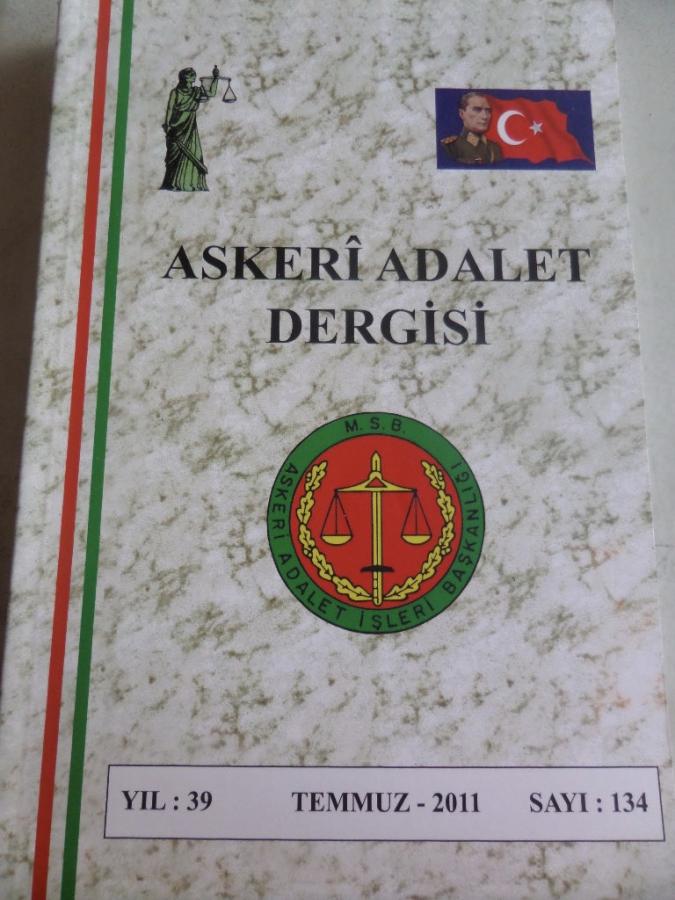 ASKERÎ ADALET
DERGİSİ
M. S. B.
ASKERİ ADALET İŞLERİ BAŞKANLIĞI
YIL : 39 TEMMUZ - 2011 SAYI : 134